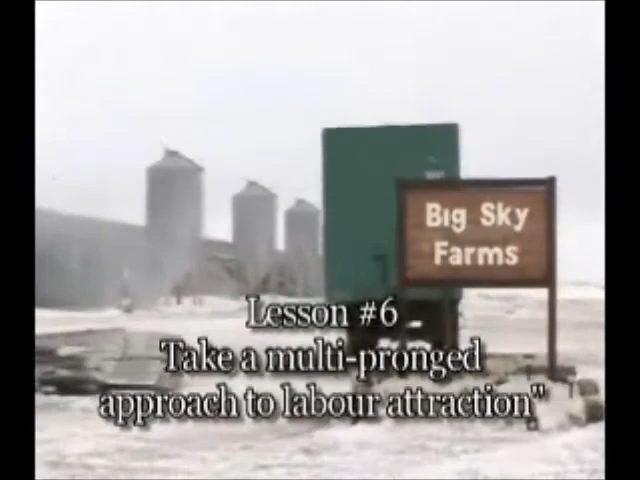 Big Sky
Farms
Lesson #6
Take a multi-pronged
approach to labour attraction"